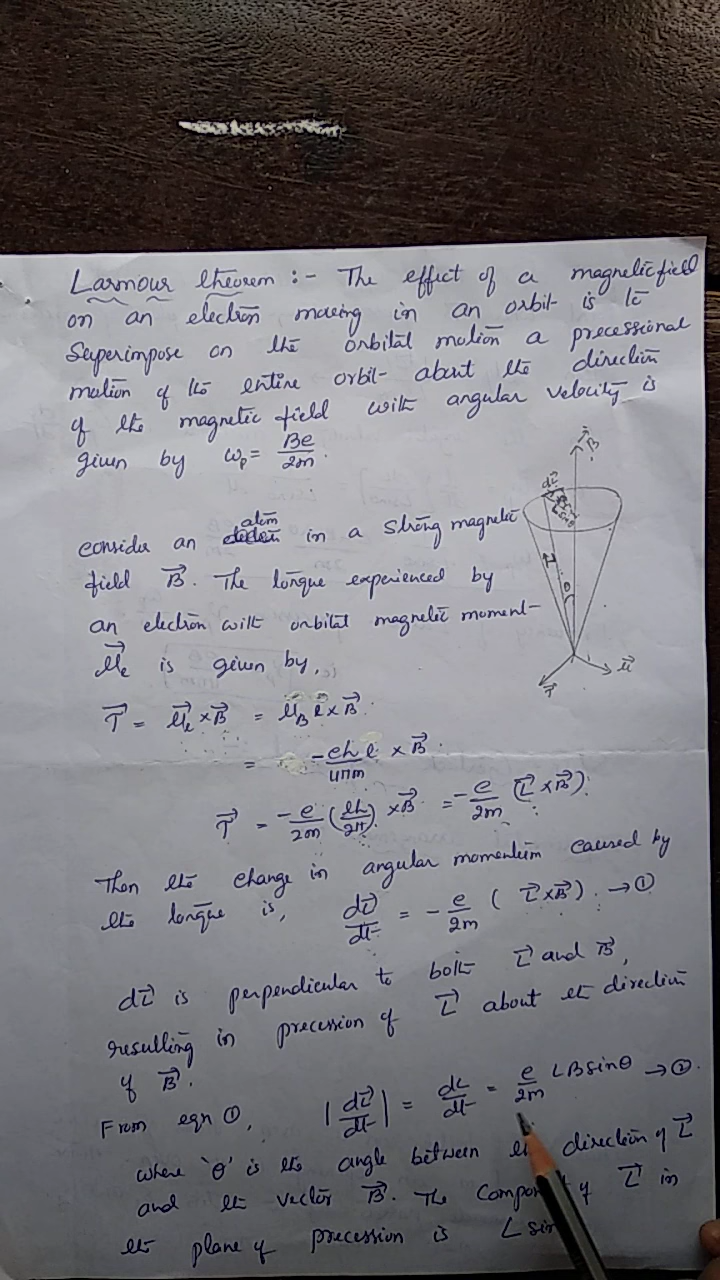 Larmour theorem :- The effect of a magnetic field
on an electron moving in an orbit is to
Superimpose on the orbital motion a precessional
motion of the entire orbit about the direction
of the magnetic field with angular velocity is
given by ωp = Be/2m.
consider an atom in a strong magnetic
field B⃗. The torque experienced by
an electron with orbital magnetic moment
μ⃗ₑ is given by,
τ⃗ = μ⃗ₑ × B⃗ = μB l × B⃗.
= -eh l/4πm × B⃗.
τ⃗ = -e/2m (lh/2π) × B⃗ = -e/2m (L⃗ × B⃗).
Then the change in angular momentum caused by
the torque is, dL⃗/dt = -e/2m (L⃗ × B⃗). → ①
dL⃗ is perpendicular to both L⃗ and B⃗,
resulting in precession of L⃗ about the direction
of B⃗.
From eqn ①, |dL⃗/dt| = dL/dt = e/2m LB sinθ → ②.
where 'θ' is the angle between the direction of L⃗
and the vector B⃗. The of L⃗ in
the plane of precession is L
B⃗
dL⃗
L sinθ
L⃗
θ
τ⃗
μ⃗